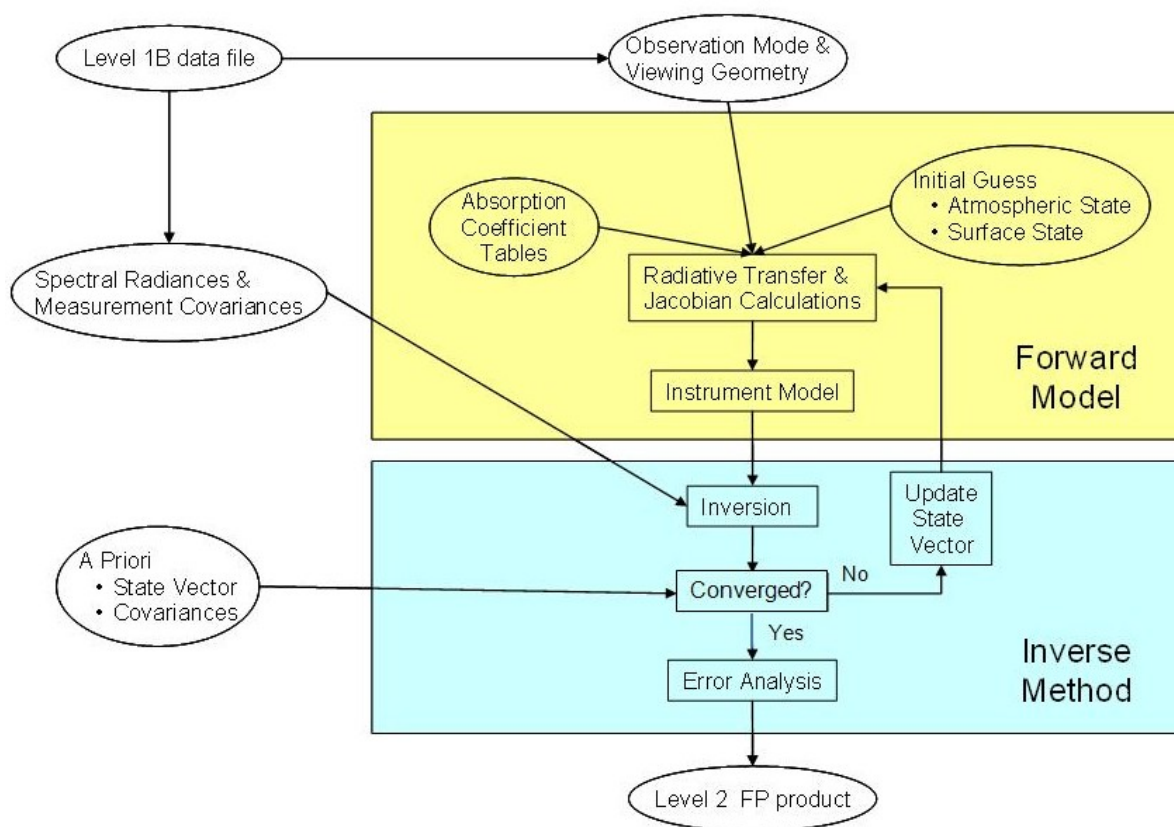 Level 1B data file
Observation Mode &
Viewing Geometry
Absorption
Coefficient
Tables
Initial Guess
• Atmospheric State
• Surface State
Spectral Radiances &
Measurement Covariances
Radiative Transfer &
Jacobian Calculations
Forward
Model
Instrument Model
Inversion
Update
State
Vector
A Priori
• State Vector
• Covariances
Converged?
No
Yes
Error Analysis
Inverse
Method
Level 2 FP product